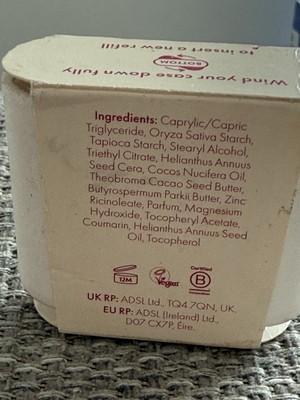 Wind your case down fully
to insert a new refill
BOTTOM
Ingredients: Caprylic/Capric
Triglyceride, Oryza Sativa Starch,
Tapioca Starch, Stearyl Alcohol,
Triethyl Citrate, Helianthus Annuus
Seed Cera, Cocos Nucifera Oil,
Theobroma Cacao Seed Butter,
Butyrospermum Parkii Butter, Zinc
Ricinoleate, Parfum, Magnesium
Hydroxide, Tocopheryl Acetate,
Coumarin, Helianthus Annuus Seed
Oil, Tocopherol
12M
Vegan
Certified
B
UK RP: ADSL Ltd., TQ4 7QN, UK.
EU RP: ADSL (Ireland) Ltd.,
D07 CX7P, Éire.